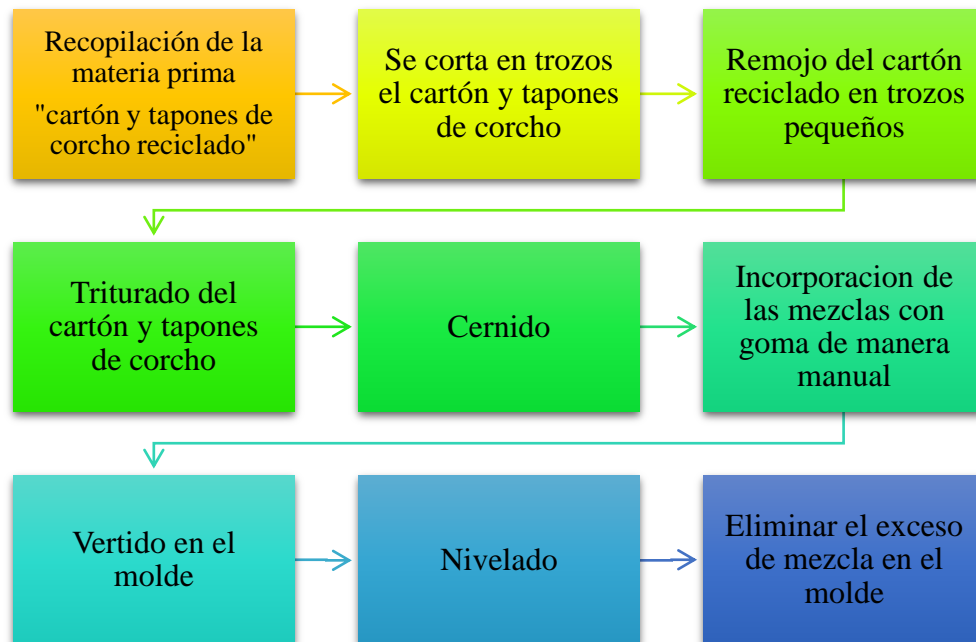 Recopilación de la
materia prima
"cartón y tapones de
corcho reciclado"
Se corta en trozos
el cartón y tapones
de corcho
Remojo del cartón
reciclado en trozos
pequeños
Triturado del
cartón y tapones
de corcho
Cernido
Incorporacion de
las mezclas con
goma de manera
manual
Vertido en el
molde
Nivelado
Eliminar el exceso
de mezcla en el
molde